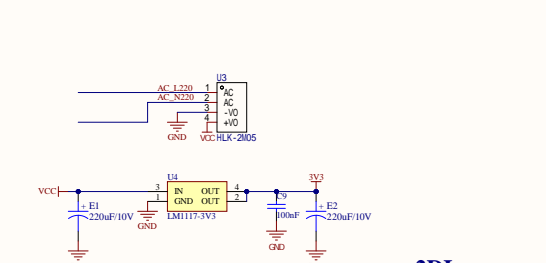 U3
AC_L220 1 AC
AC_N220 2 AC
3 -VO
4 +VO
GND VCC HLK-2M05
U4 3V3
VCC 3 IN OUT 4
1 GND OUT 2 C9
+ E1 + E2
220uF/10V LM1117-3V3 100nF 220uF/10V
GND
GND